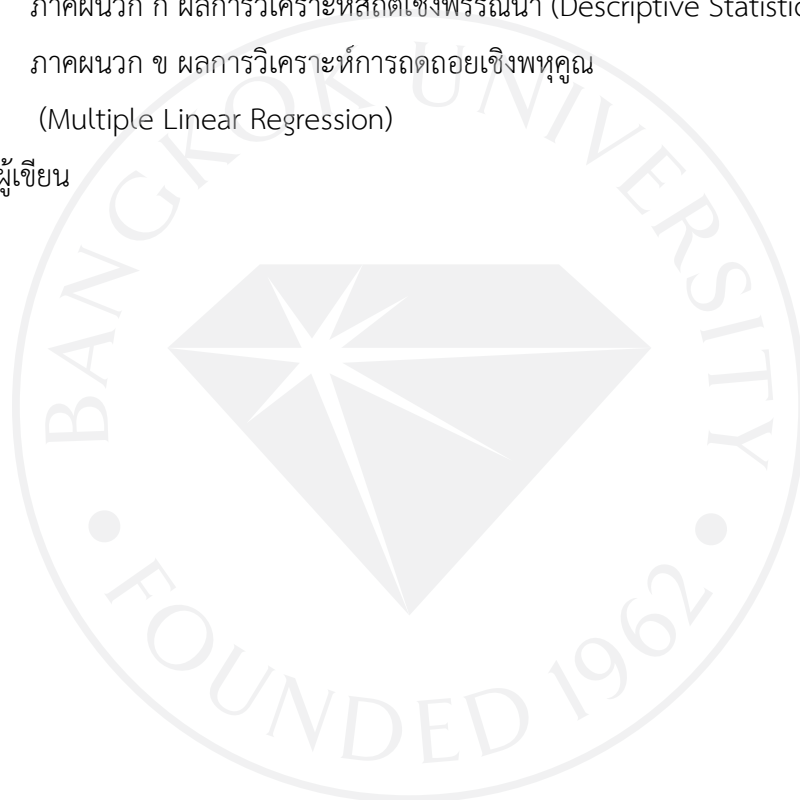 ภาคผนวก ก ผลการวิเคราะห์สถิติเชิงพรรณนา (Descriptive
ภาคผนวก ข ผลการวิเคราะห์การถดถอยเชิงพหุคูณ
(Multiple Linear Regression)
ผู้เขียน
BANGKOK UNIVERSITY
FOUNDED 1962